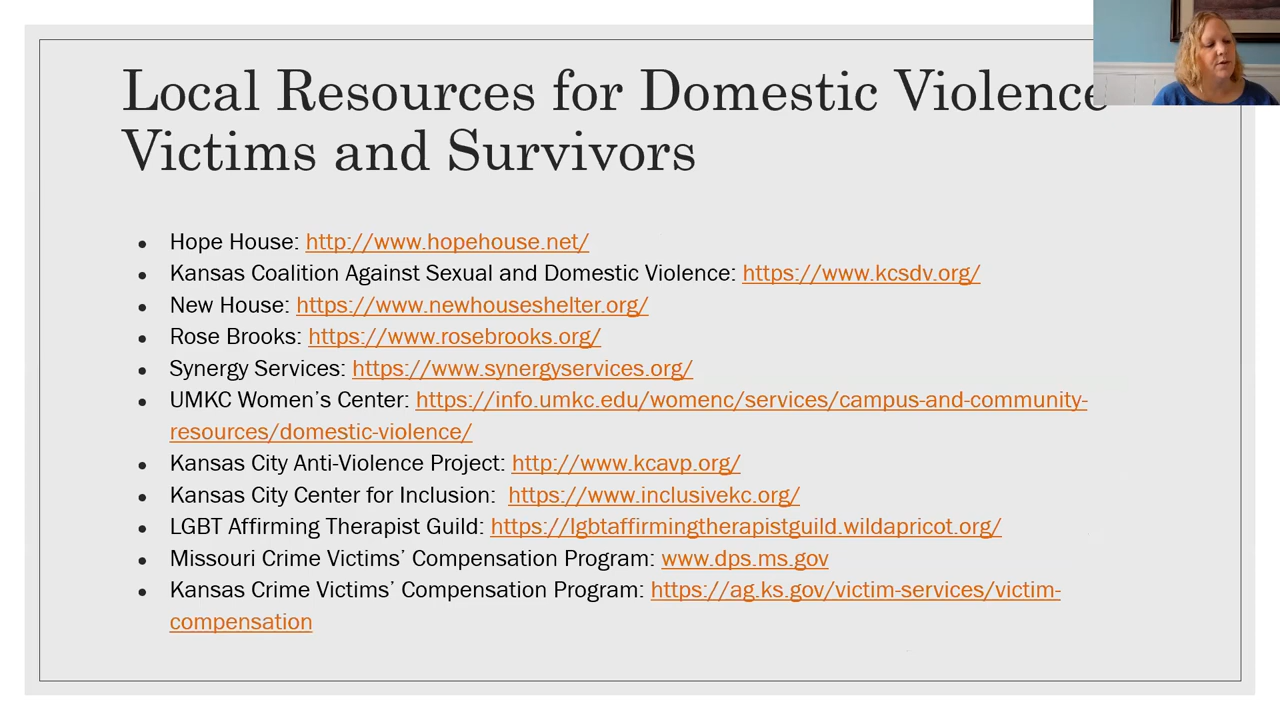 Local Resources for Domestic Violence
Victims and Survivors
Hope House: http://www.hopehouse.net/
Kansas Coalition Against Sexual and Domestic Violence: https://www.kcsdv.org/
New House: https://www.newhouseshelter.org/
Rose Brooks: https://www.rosebrooks.org/
Synergy Services: https://www.synergyservices.org/
UMKC Women’s Center: https://info.umkc.edu/womenc/services/campus-and-community-
resources/domestic-violence/
Kansas City Anti-Violence Project: http://www.kcavp.org/
Kansas City Center for Inclusion: https://www.inclusivekc.org/
LGBT Affirming Therapist Guild: https://lgbtaffirmingtherapistguild.wildapricot.org/
Missouri Crime Victims’ Compensation Program: www.dps.ms.gov
Kansas Crime Victims’ Compensation Program: https://ag.ks.gov/victim-services/victim-
compensation